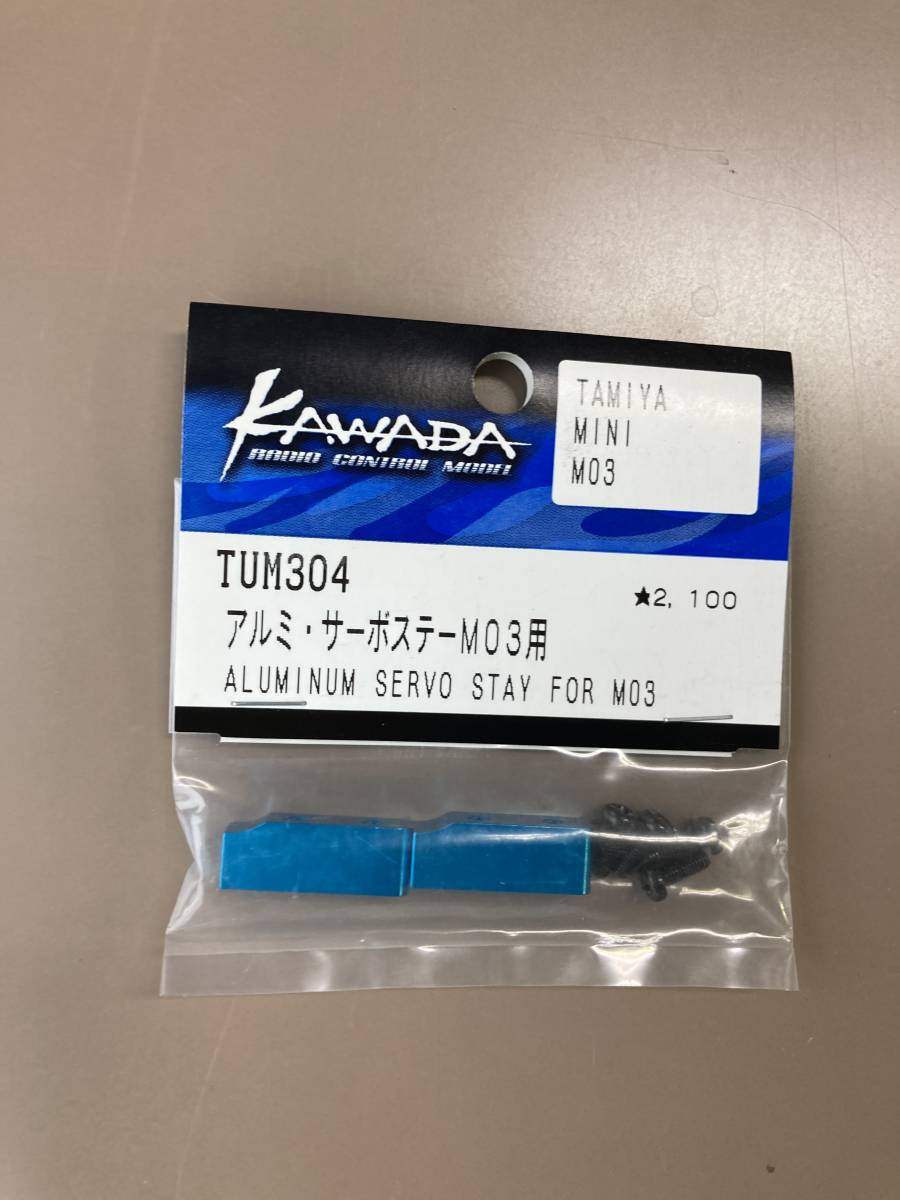 KAWADA
RADIO CONTROL MODEL
TAMIYA
MINI
M03
TUM304
★2, 100
アルミ・サーボステーM03用
ALUMINUM SERVO STAY FOR M03